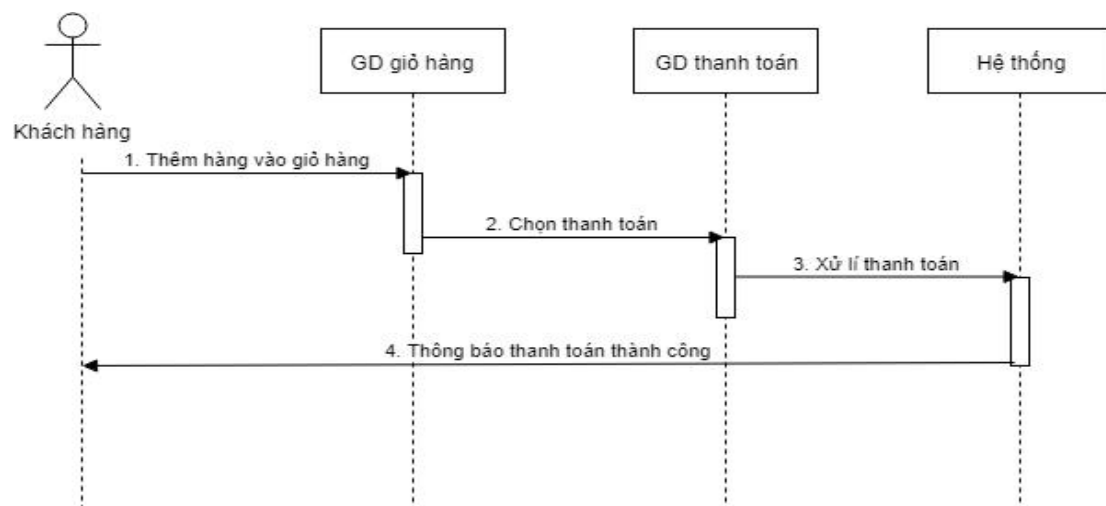 GD giỏ hàng
GD thanh toán
Hệ thống
Khách hàng
1. Thêm hàng vào giỏ hàng
2. Chọn thanh toán
3. Xử lí thanh toán
4. Thông báo thanh toán thành công